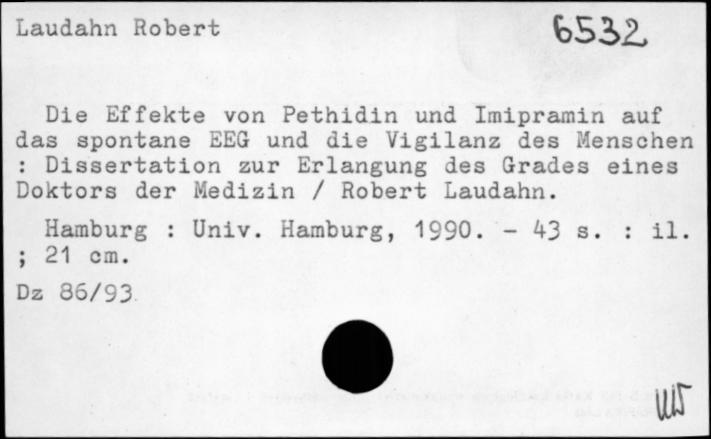 Laudahn Robert 6532
Die Effekte von Pethidin und Imipramin auf
das spontane EEG und die Vigilanz des Menschen
: Dissertation zur Erlangung des Grades eines
Doktors der Medizin / Robert Laudahn.
Hamburg : Univ. Hamburg, 1990. - 43 s. : il.
; 21 cm.
Dz 86/93